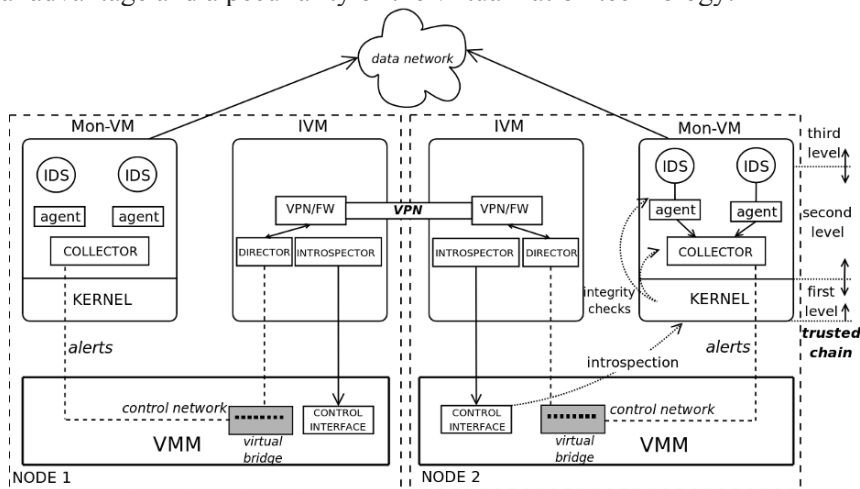 data network
Mon-VM
IVM
IVM
Mon-VM
third
level
IDS
IDS
IDS
IDS
agent
agent
agent
agent
second
level
VPN/FW
VPN
VPN/FW
COLLECTOR
DIRECTOR
INTROSPECTOR
INTROSPECTOR
DIRECTOR
COLLECTOR
KERNEL
KERNEL
integrity
checks
first
level
trusted
chain
alerts
introspection
alerts
control network
CONTROL
INTERFACE
CONTROL
INTERFACE
control network
VMM
virtual
bridge
virtual
bridge
VMM
NODE 1
NODE 2